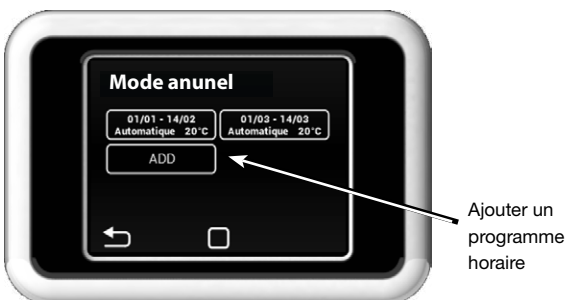 Mode anunel
01/01 - 14/02
Automatique 20°C
01/03 - 14/03
Automatique 20°C
ADD
Ajouter un
programme
horaire